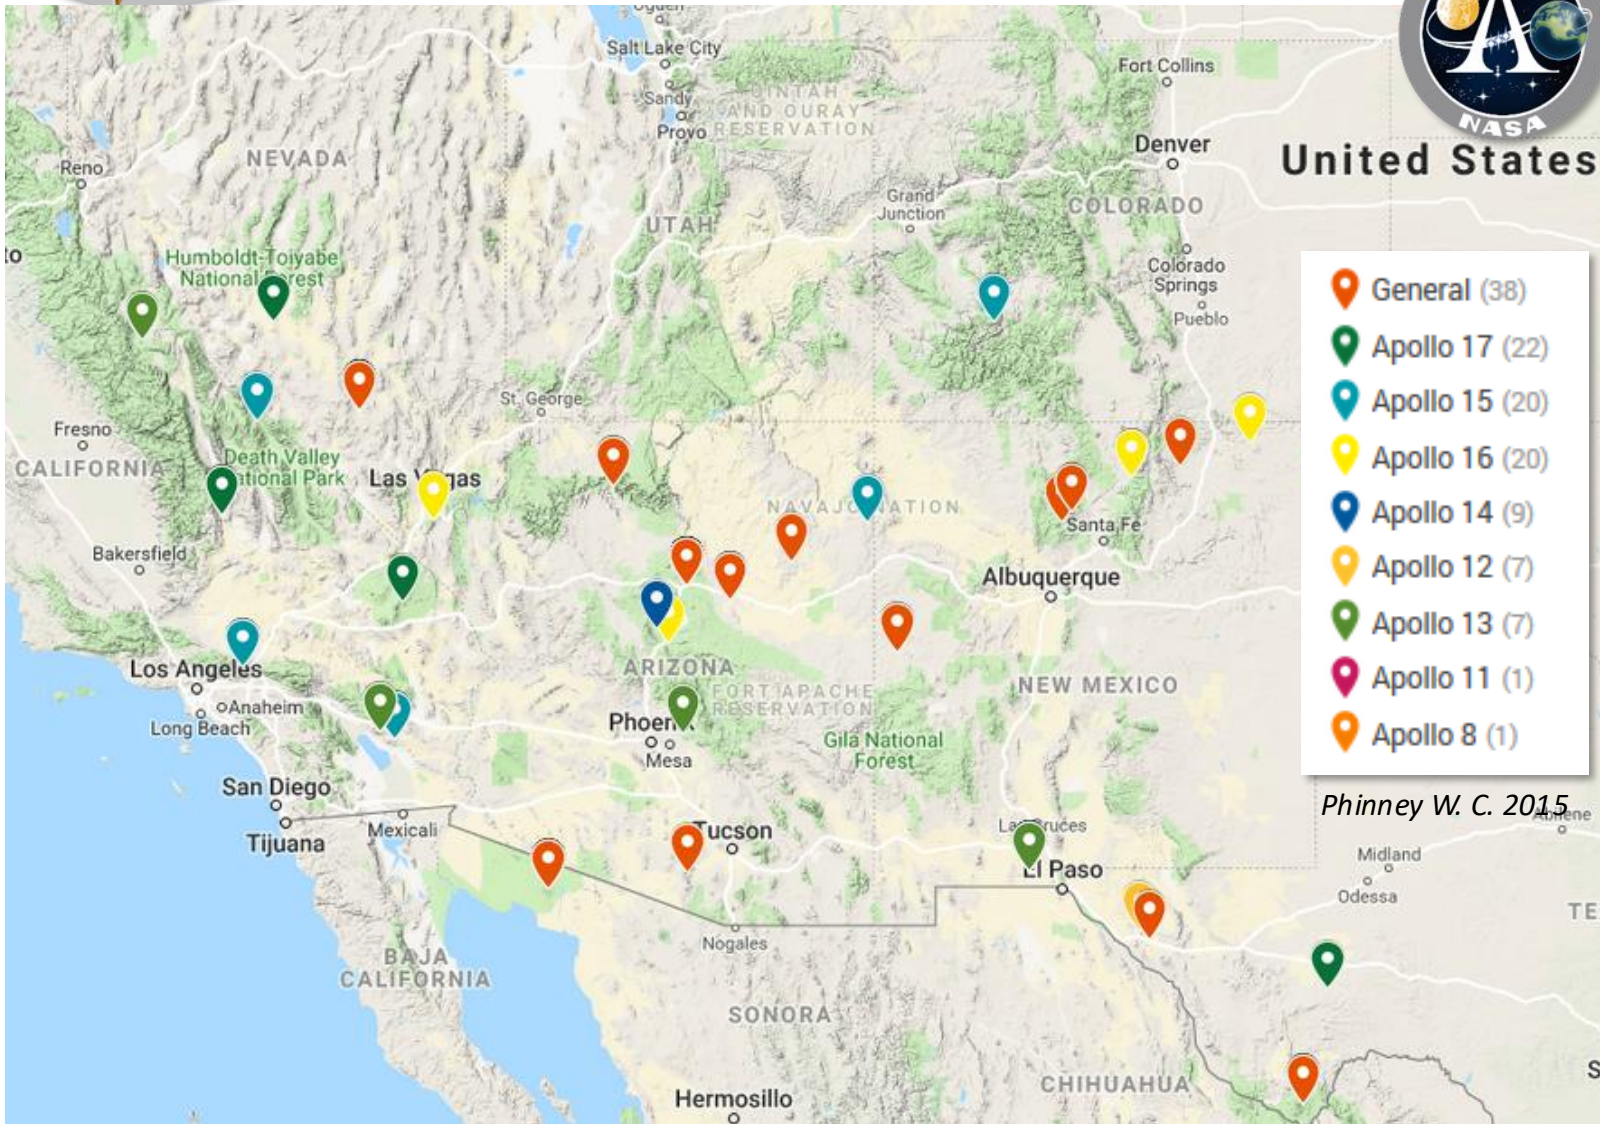 Ogden
Salt Lake City
Fort Collins
UINTAH
Sandy
AND OURAY
Provo
RESERVATION
NASA
Denver
United States
NEVADA
Reno
Grand
Junction
COLORADO
UTAH
Humboldt-Toiyabe
National Forest
Colorado
Springs
Pueblo
General (38)
Apollo 17 (22)
Apollo 15 (20)
Apollo 16 (20)
Apollo 14 (9)
Apollo 12 (7)
Apollo 13 (7)
Apollo 11 (1)
Apollo 8 (1)
Phinney W. C. 2015
St. George
Fresno
CALIFORNIA
Death Valley
National Park
Las Vegas
NAVAJO NATION
Santa Fe
Bakersfield
Albuquerque
Los Angeles
ARIZONA
NEW MEXICO
Anaheim
Long Beach
FORT APACHE
RESERVATION
Phoenix
Mesa
Gila National
Forest
San Diego
Tijuana
Mexicali
Tucson
Las Cruces
El Paso
Abilene
Midland
Odessa
TE
Nogales
BAJA
CALIFORNIA
SONORA
CHIHUAHUA
Hermosillo
S